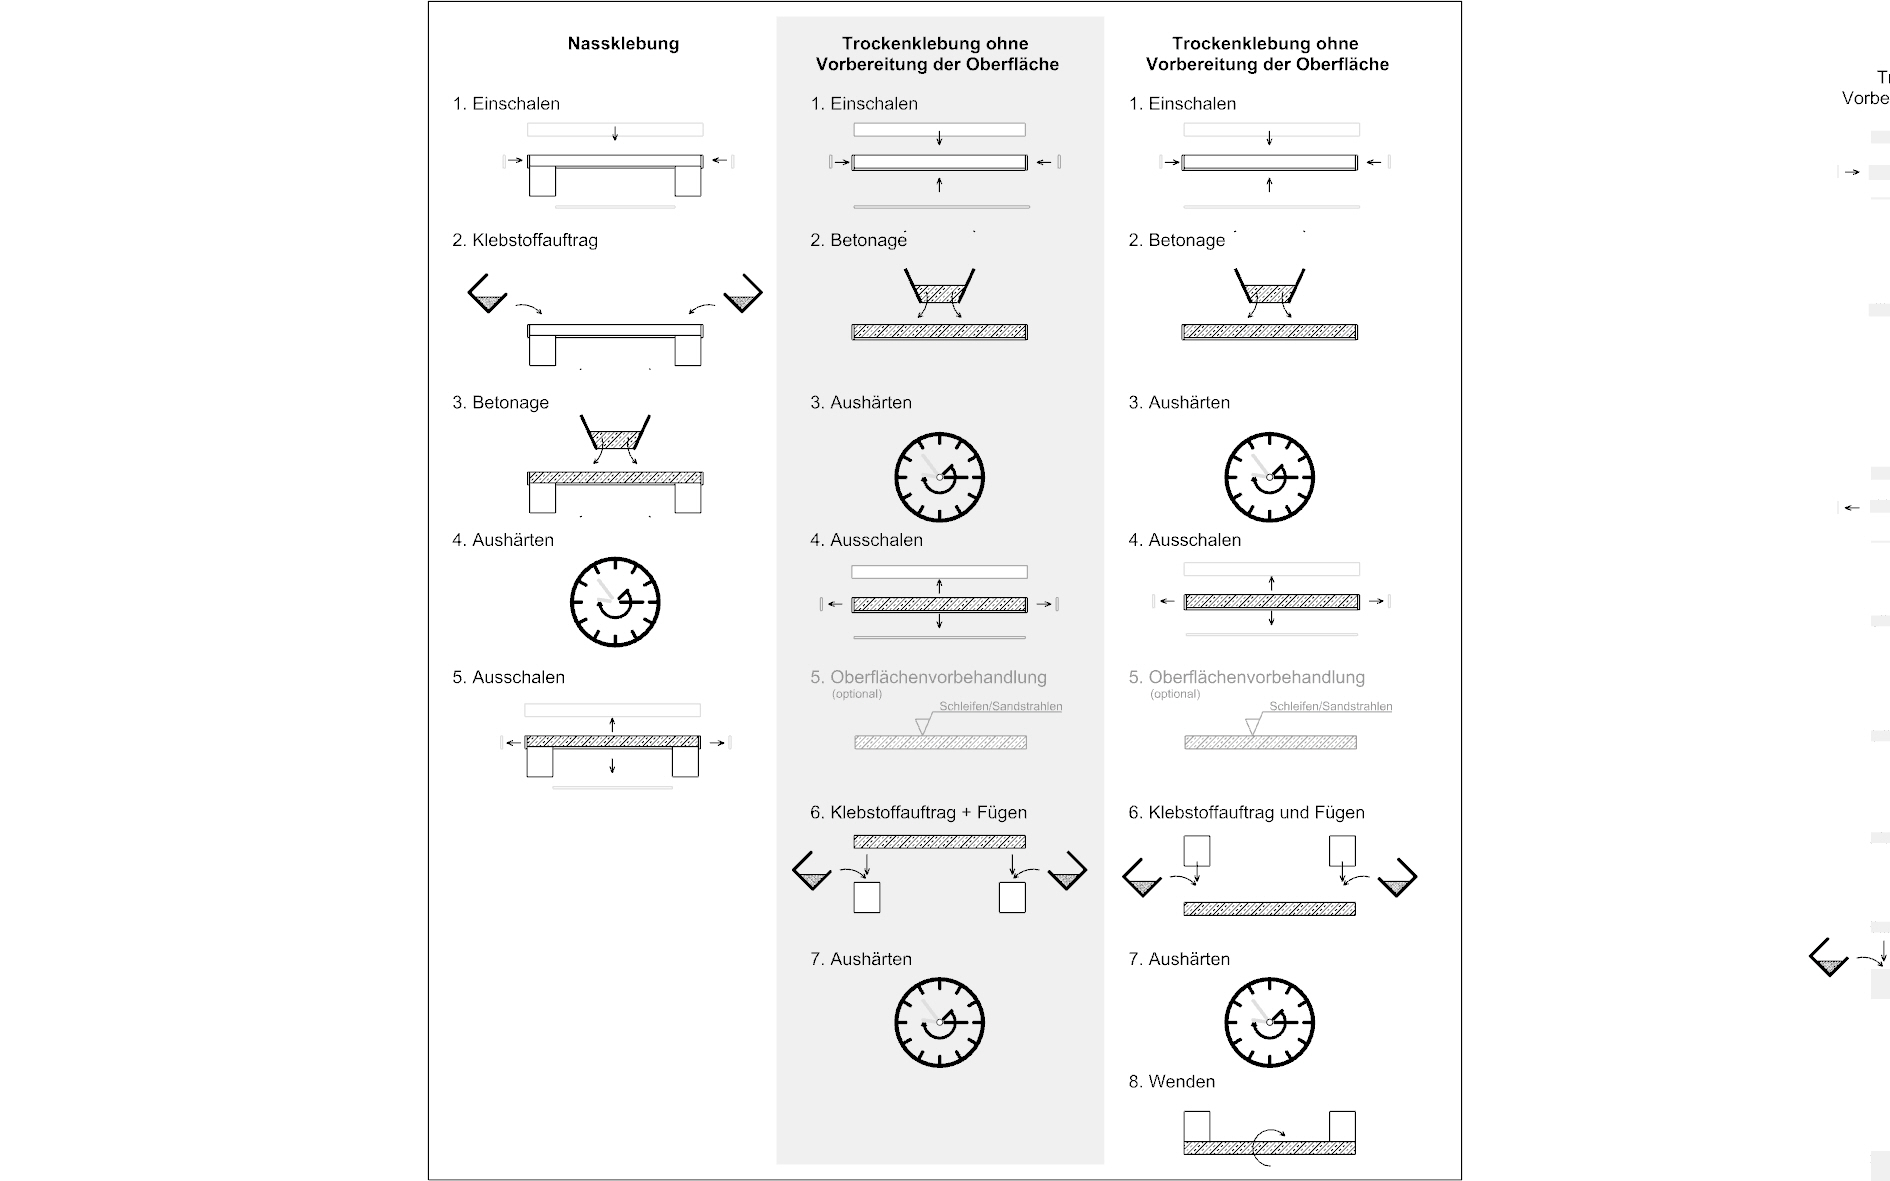 Nassklebung
1. Einschalen
2. Klebstoffauftrag
3. Betonage
4. Aushärten
5. Ausschalen
Trockenklebung ohne
Vorbereitung der Oberfläche
1. Einschalen
2. Betonage
3. Aushärten
4. Ausschalen
5. Oberflächenvorbehandlung
(optional)
Schleifen/Sandstrahlen
6. Klebstoffauftrag + Fügen
7. Aushärten
Trockenklebung ohne
Vorbereitung der Oberfläche
1. Einschalen
2. Betonage
3. Aushärten
4. Ausschalen
5. Oberflächenvorbehandlung
(optional)
Schleifen/Sandstrahlen
6. Klebstoffauftrag und Fügen
7. Aushärten
8. Wenden